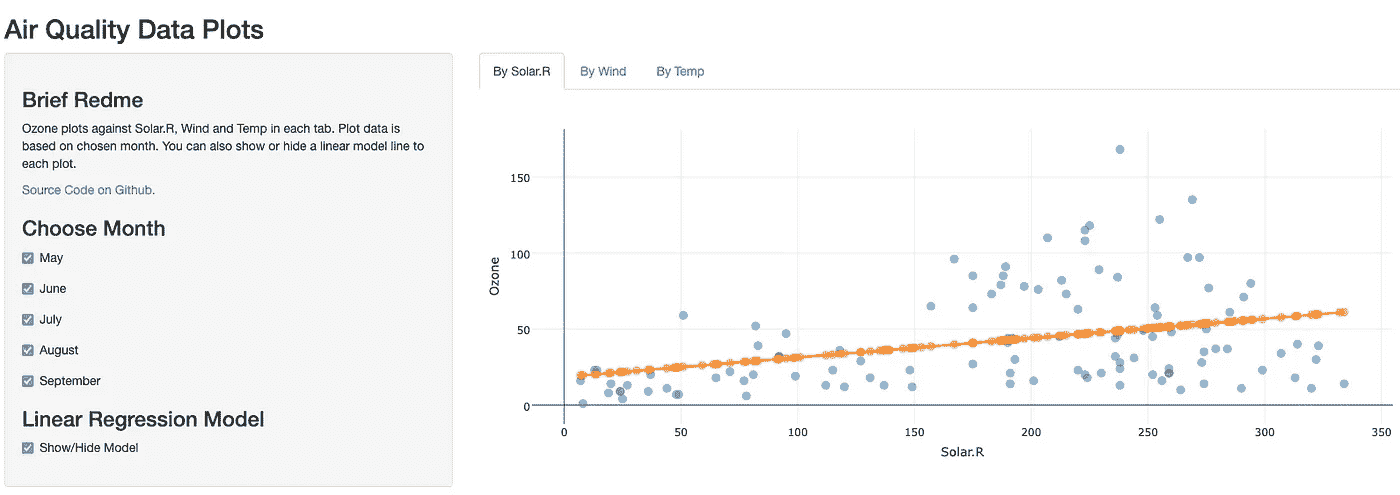 Air Quality Data Plots
Brief Redme
Ozone plots against Solar.R, Wind and Temp in each tab. Plot data is
based on chosen month. You can also show or hide a linear model line to
each plot.
Source Code on Github.
Choose Month
May
June
July
August
September
Linear Regression Model
Show/Hide Model
By Solar.R By Wind By Temp
150
100
50
0
Ozone
0 50 100 150 200 250 300 350
Solar.R